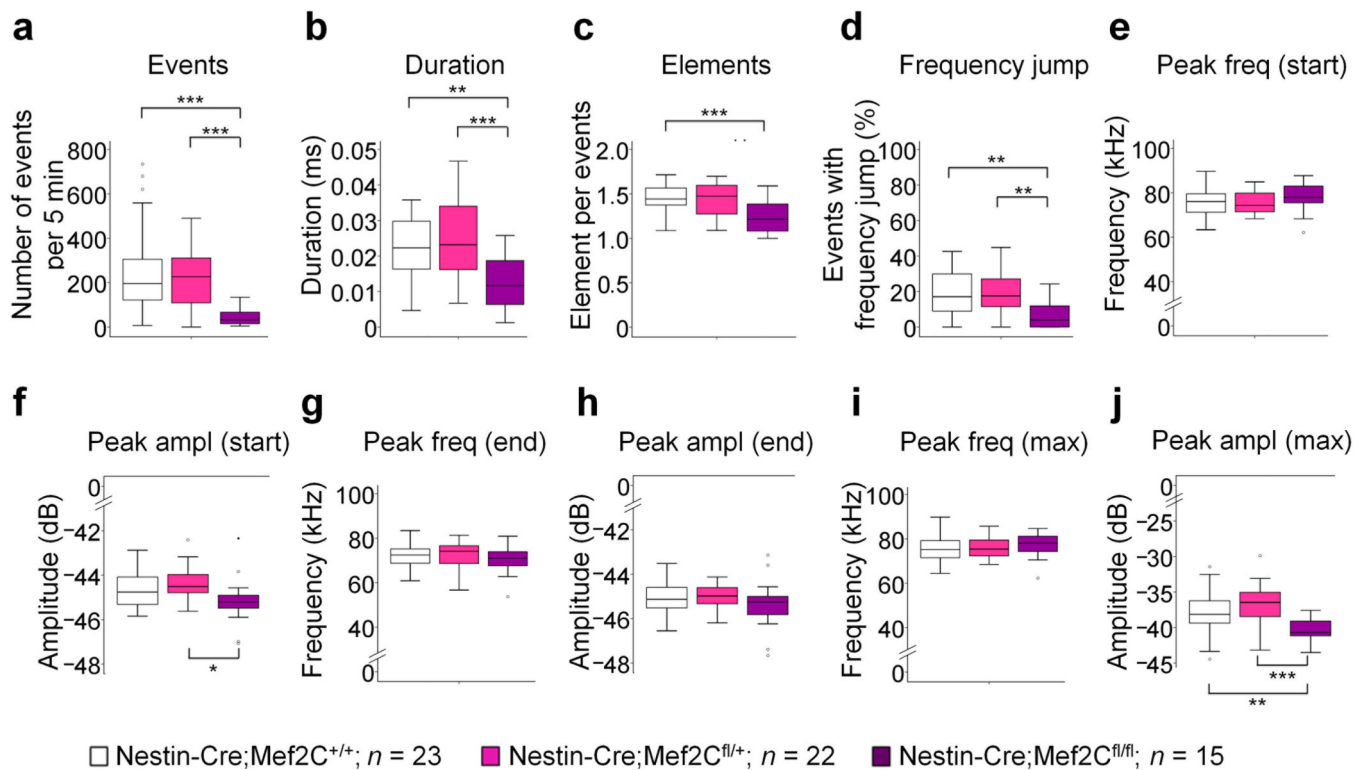 a
Events
Number of events
per 5 min
800
600
400
200
0
***
***
b
Duration
Duration (ms)
0.05
0.04
0.03
0.02
0.01
0
**
***
c
Elements
Element per events
2.0
1.5
1.0
0.5
0
***
d
Frequency jump
Events with
frequency jump (%)
100
80
60
40
20
0
**
**
e
Peak freq (start)
Frequency (kHz)
100
80
60
40
0
f
Peak ampl (start)
Amplitude (dB)
0
−42
−44
−46
−48
*
g
Peak freq (end)
Frequency (kHz)
100
80
60
40
0
h
Peak ampl (end)
Amplitude (dB)
0
−42
−44
−46
−48
i
Peak freq (max)
Frequency (kHz)
100
80
60
40
0
j
Peak ampl (max)
Amplitude (dB)
0
−25
−30
−35
−40
−45
***
**
Nestin-Cre;Mef2C+/+; n = 23
Nestin-Cre;Mef2Cfl/+; n = 22
Nestin-Cre;Mef2Cfl/fl; n = 15